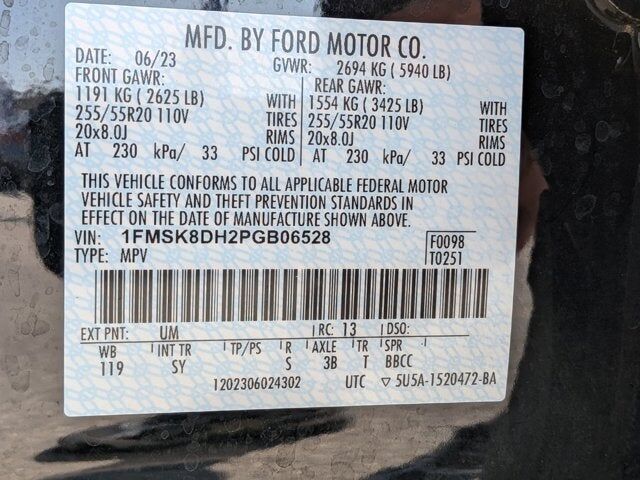 MFD. BY FORD MOTOR CO.
DATE: 06/23 GVWR: 2694 KG ( 5940 LB)
FRONT GAWR: REAR GAWR:
1191 KG ( 2625 LB) WITH 1554 KG ( 3425 LB) WITH
255/55R20 110V TIRES 255/55R20 110V TIRES
20x8.0J RIMS 20x8.0J RIMS
AT 230 kPa/ 33 PSI COLD AT 230 kPa/ 33 PSI COLD
THIS VEHICLE CONFORMS TO ALL APPLICABLE FEDERAL MOTOR
VEHICLE SAFETY AND THEFT PREVENTION STANDARDS IN
EFFECT ON THE DATE OF MANUFACTURE SHOWN ABOVE.
VIN: 1FMSK8DH2PGB06528 F0098
TYPE: MPV T0251
EXT PNT: UM RC: 13 DSO:
WB INT TR TP/PS R AXLE TR SPR
119 SY S 3B T BBCC
1202306024302 UTC ▽ 5U5A-1520472-BA